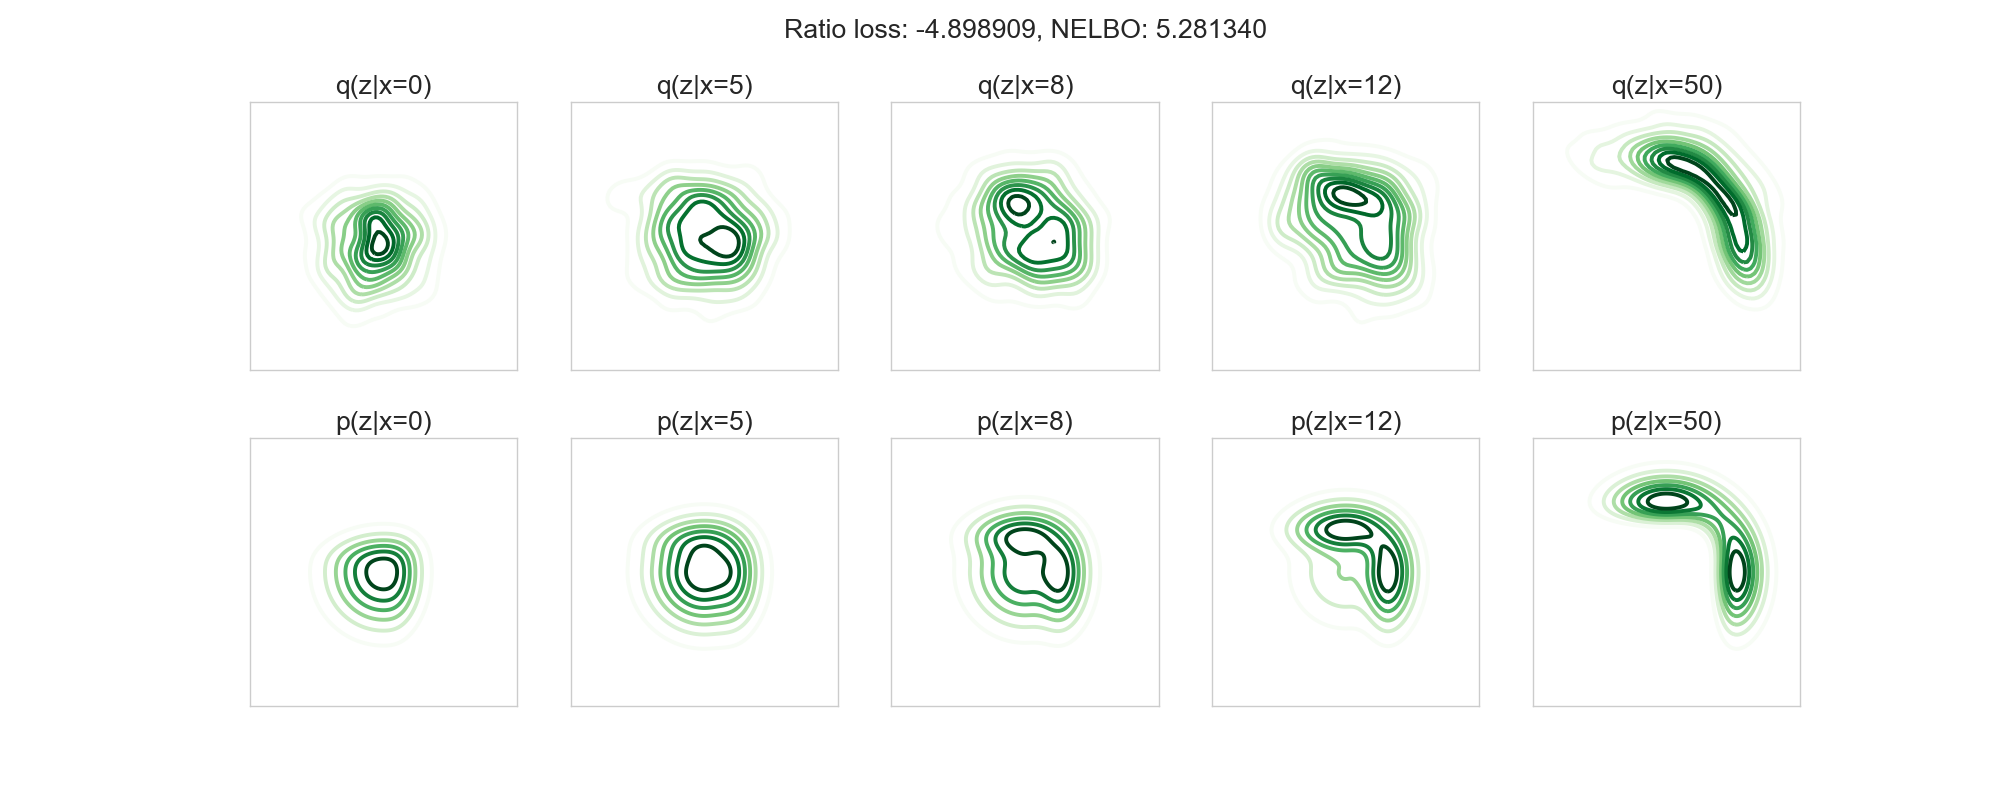 Ratio loss: -4.898909, NELBO: 5.281340
q(z|x=0) q(z|x=5) q(z|x=8) q(z|x=12) q(z|x=50)
p(z|x=0) p(z|x=5) p(z|x=8) p(z|x=12) p(z|x=50)